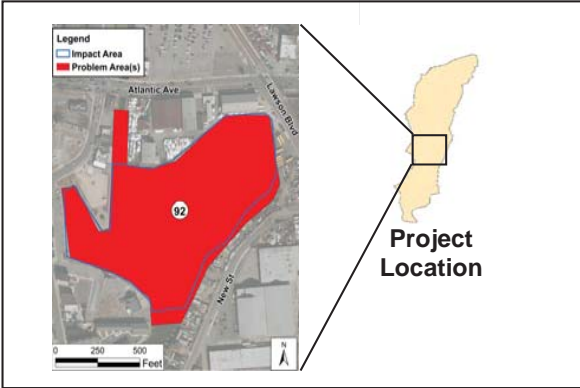 Legend
Impact Area
Problem Area(s)
Atlantic Ave
Lawson Blvd
92
New St
0 250 500
Feet
N
Project
Location